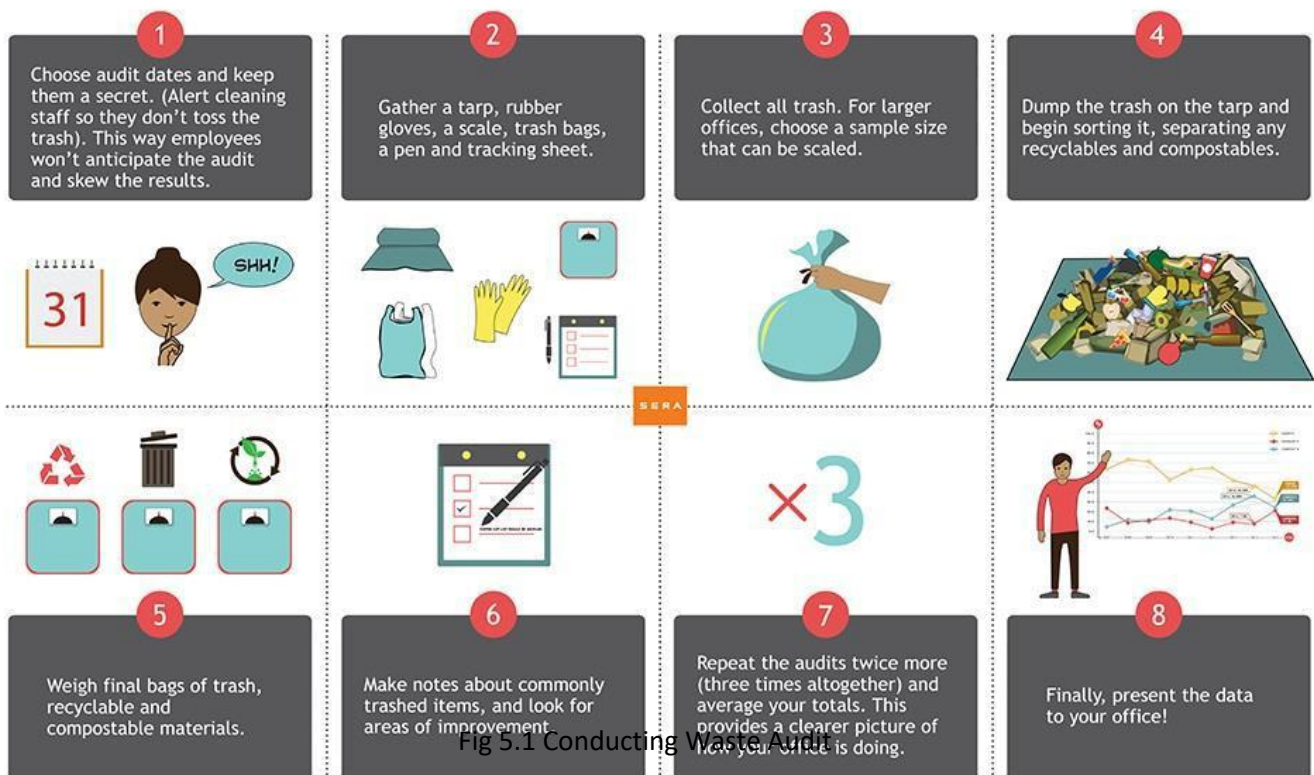 1
Choose audit dates and keep
them a secret. (Alert cleaning
staff so they don't toss the
trash). This way employees
won't anticipate the audit
and skew the results.
2
Gather a tarp, rubber
gloves, a scale, trash bags,
a pen and tracking sheet.
3
Collect all trash. For larger
offices, choose a sample size
that can be scaled.
4
Dump the trash on the tarp and
begin sorting it, separating any
recyclables and compostables.
31
SHH!
SERA
×3
5
Weigh final bags of trash,
recyclable and
compostable materials.
6
Make notes about commonly
trashed items, and look for
areas of improvement.
7
Repeat the audits twice more
(three times altogether) and
average your totals. This
provides a clearer picture of
how your office is doing.
8
Finally, present the data
to your office!
Fig 5.1 Conducting Waste Audit